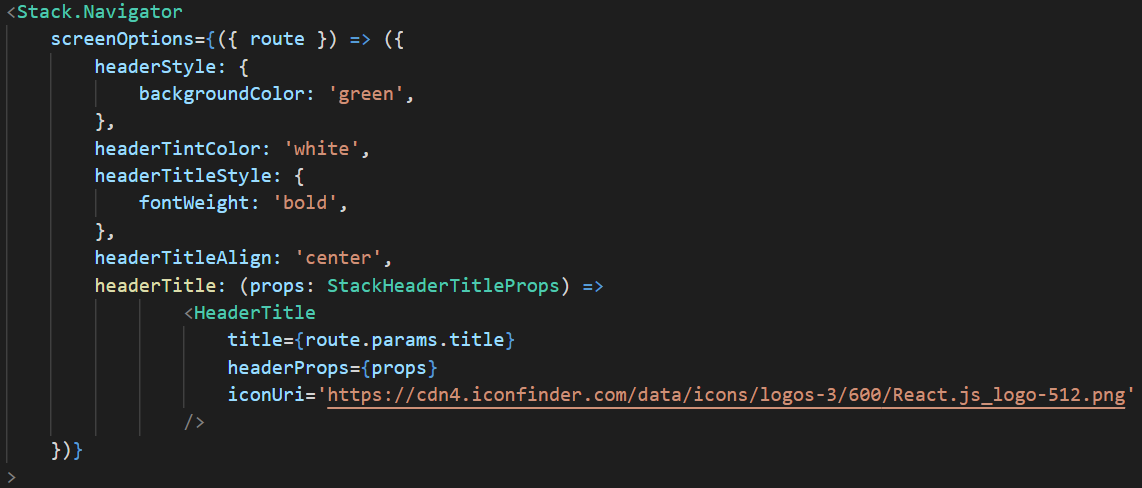 <Stack.Navigator
    screenOptions={({ route }) => ({
        headerStyle: {
            backgroundColor: 'green',
        },
        headerTintColor: 'white',
        headerTitleStyle: {
            fontWeight: 'bold',
        },
        headerTitleAlign: 'center',
        headerTitle: (props: StackHeaderTitleProps) =>
                <HeaderTitle
                    title={route.params.title}
                    headerProps={props}
                    iconUri='https://cdn4.iconfinder.com/data/icons/logos-3/600/React.js_logo-512.png'
                />
    })}
>